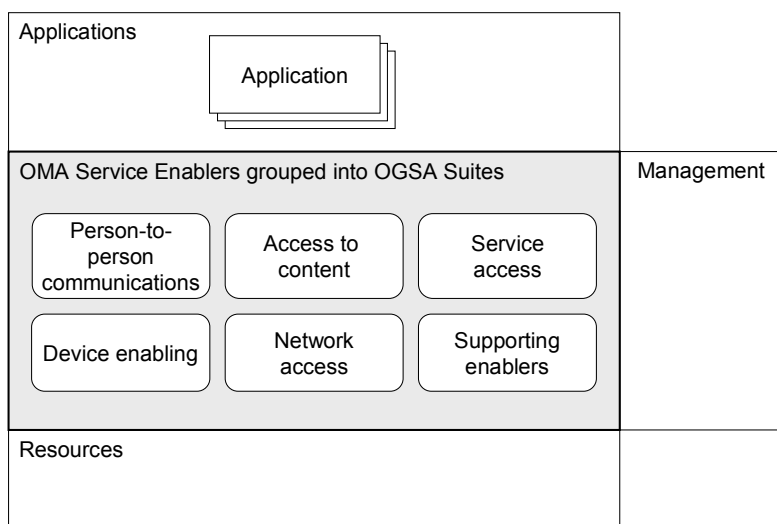 Applications
Application
OMA Service Enablers grouped into OGSA Suites
Management
Person-to-
person
communications
Access to
content
Service
access
Device enabling
Network
access
Supporting
enablers
Resources